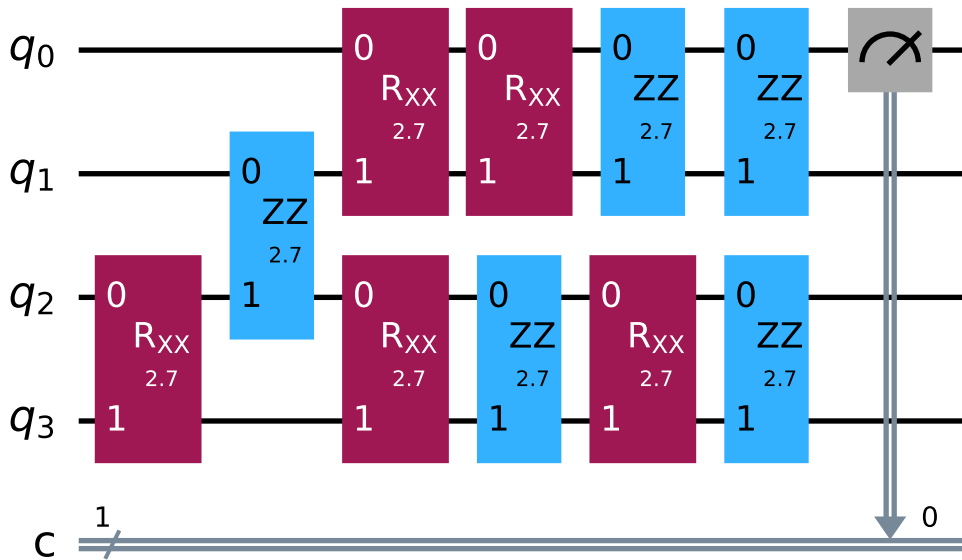 q0 0 0 0 0
RXX RXX ZZ ZZ
2.7 2.7 2.7 2.7
q1 0 1 1 1 1
ZZ
2.7
q2 0 1 0 0 0 0
RXX RXX ZZ RXX ZZ
2.7 2.7 2.7 2.7 2.7
q3 1 1 1 1 1
1 0
c